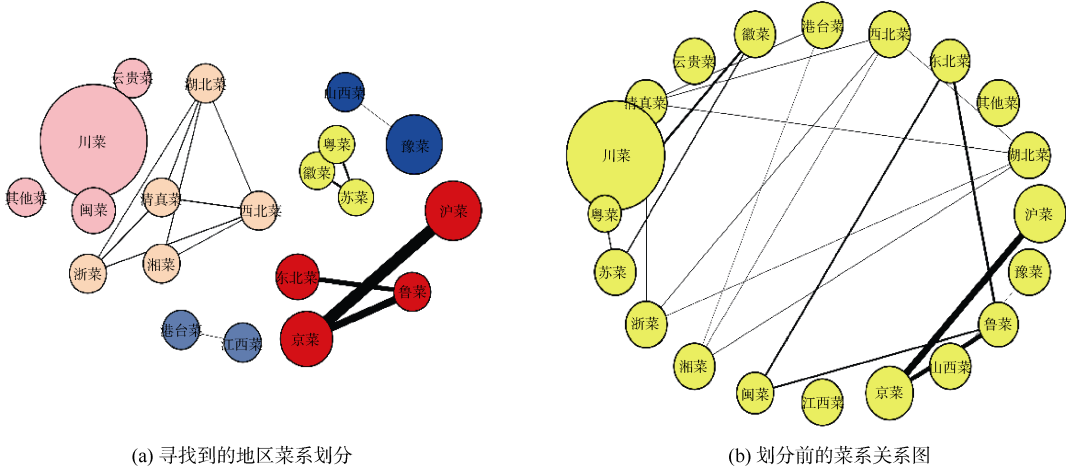 云贵菜
湖北菜
川菜
其他菜
闽菜
清真菜
西北菜
浙菜
湘菜
山西菜
豫菜
粤菜
徽菜
苏菜
沪菜
东北菜
鲁菜
京菜
港台菜
江西菜
(a) 寻找到的地区菜系划分
港台菜
徽菜
西北菜
云贵菜
东北菜
清真菜
其他菜
川菜
湖北菜
粤菜
沪菜
苏菜
豫菜
浙菜
鲁菜
湘菜
山西菜
闽菜
京菜
江西菜
(b) 划分前的菜系关系图